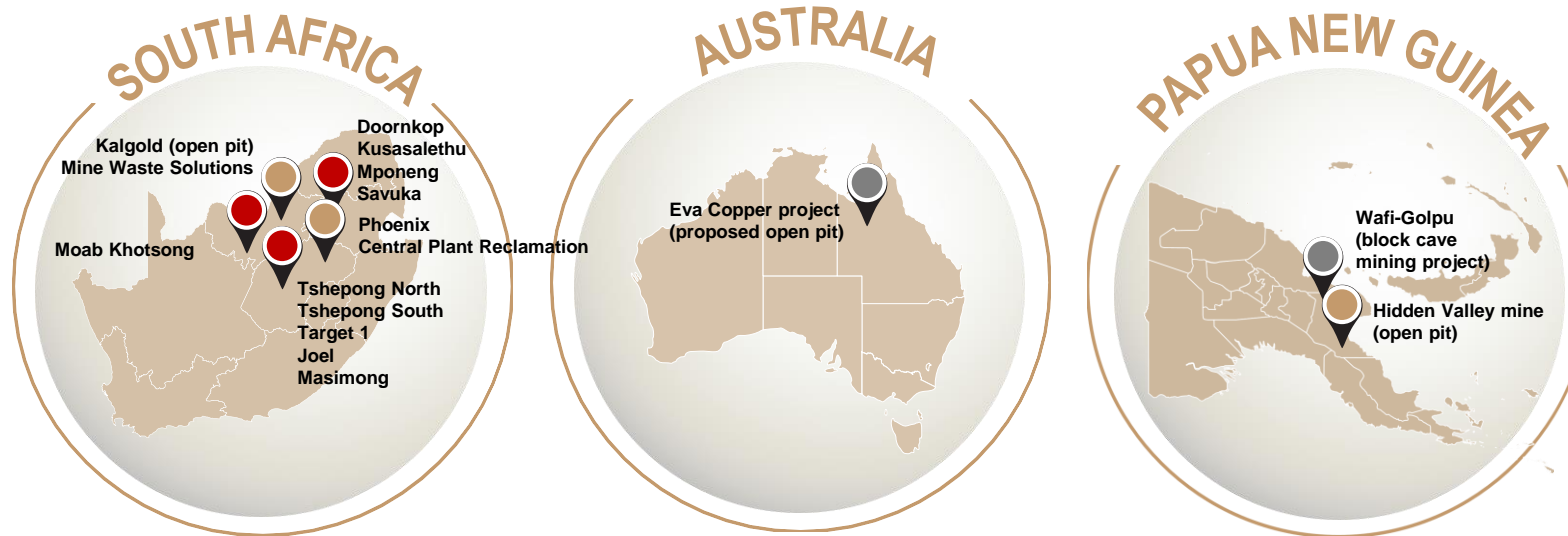 SOUTH AFRICA
Kalgold (open pit)
Mine Waste Solutions
Doornkop
Kusasalethu
Mponeng
Savuka
Phoenix
Central Plant Reclamation
Moab Khotsong
Tshepong North
Tshepong South
Target 1
Joel
Masimong
AUSTRALIA
Eva Copper project
(proposed open pit)
PAPUA NEW GUINEA
Wafi-Golpu
(block cave
mining project)
Hidden Valley mine
(open pit)